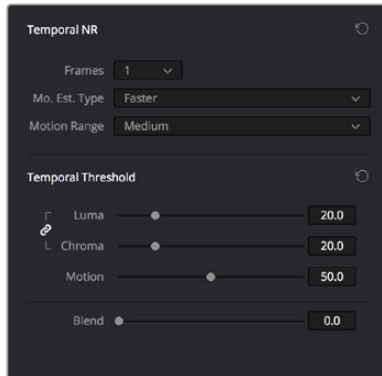 Temporal NR
Frames 1
Mo. Est. Type Faster
Motion Range Medium
Temporal Threshold
Luma 20.0
Chroma 20.0
Motion 50.0
Blend 0.0